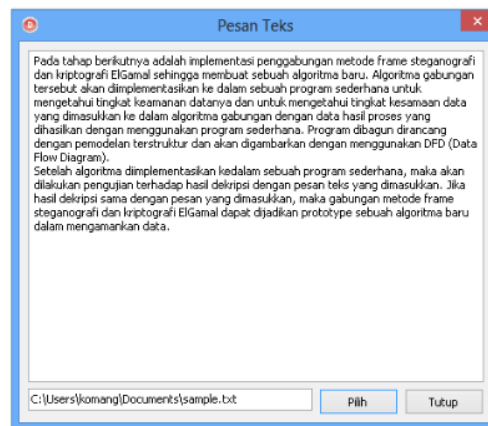 Pesan Teks
Pada tahap berikutnya adalah implementasi penggabungan metode frame steganografi
dan kriptografi ElGamal sehingga membuat sebuah algoritma baru. Algoritma gabungan
tersebut akan diimplementasikan ke dalam sebuah program sederhana untuk
mengetahui tingkat keamanan datanya dan untuk mengetahui tingkat kesamaan data
yang dimasukkan ke dalam algoritma gabungan dengan data hasil proses yang
dihasilkan dengan menggunakan program sederhana. Program dibagun dirancang
dengan pemodelan terstruktur dan akan digambarkan dengan menggunakan DFD (Data
Flow Diagram).
Setelah algoritma diimplementasikan kedalam sebuah program sederhana, maka akan
dilakukan pengujian terhadap hasil dekripsi dengan pesan teks yang dimasukkan. Jika
hasil dekripsi sama dengan pesan yang dimasukkan, maka gabungan metode frame
steganografi dan kriptografi ElGamal dapat dijadikan prototype sebuah algoritma baru
dalam mengamankan data.
C:\Users\komang\Documents\sample.txt
Pilih
Tutup